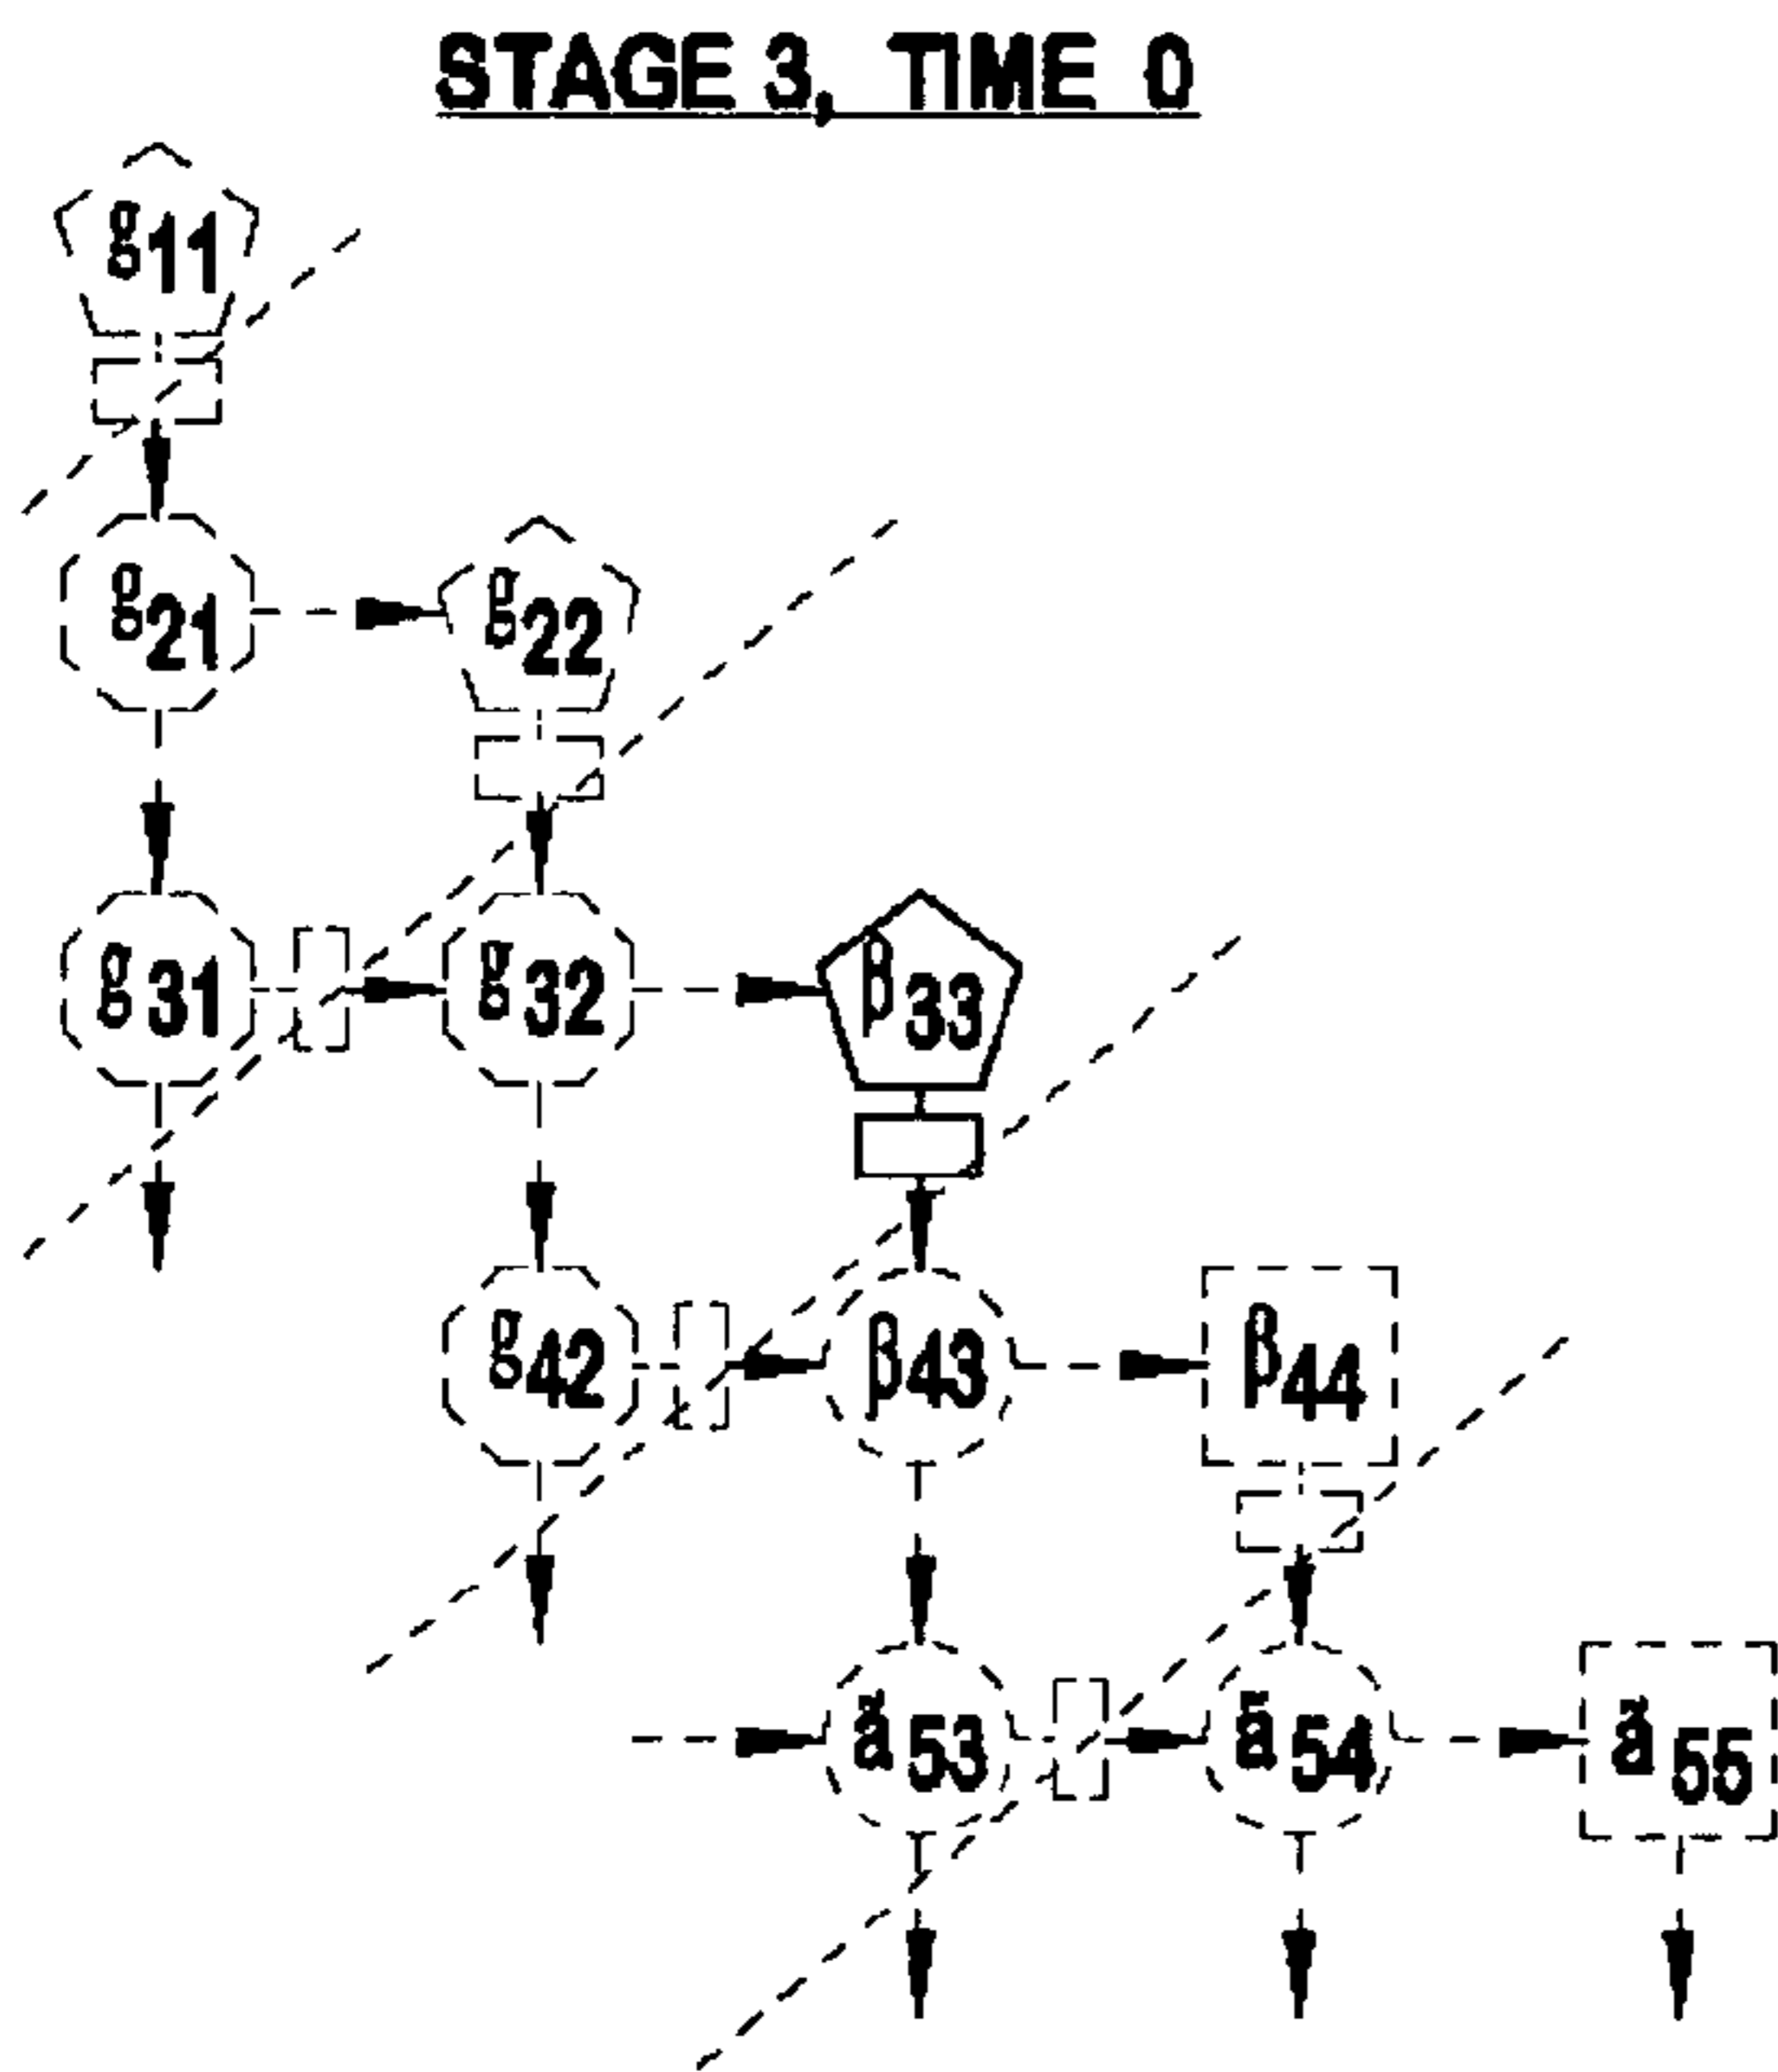 STAGE 3, TIME 0
g11
g21 g22
g31 g32 β33
g42 β43 β44
ã53 ã54 ã55